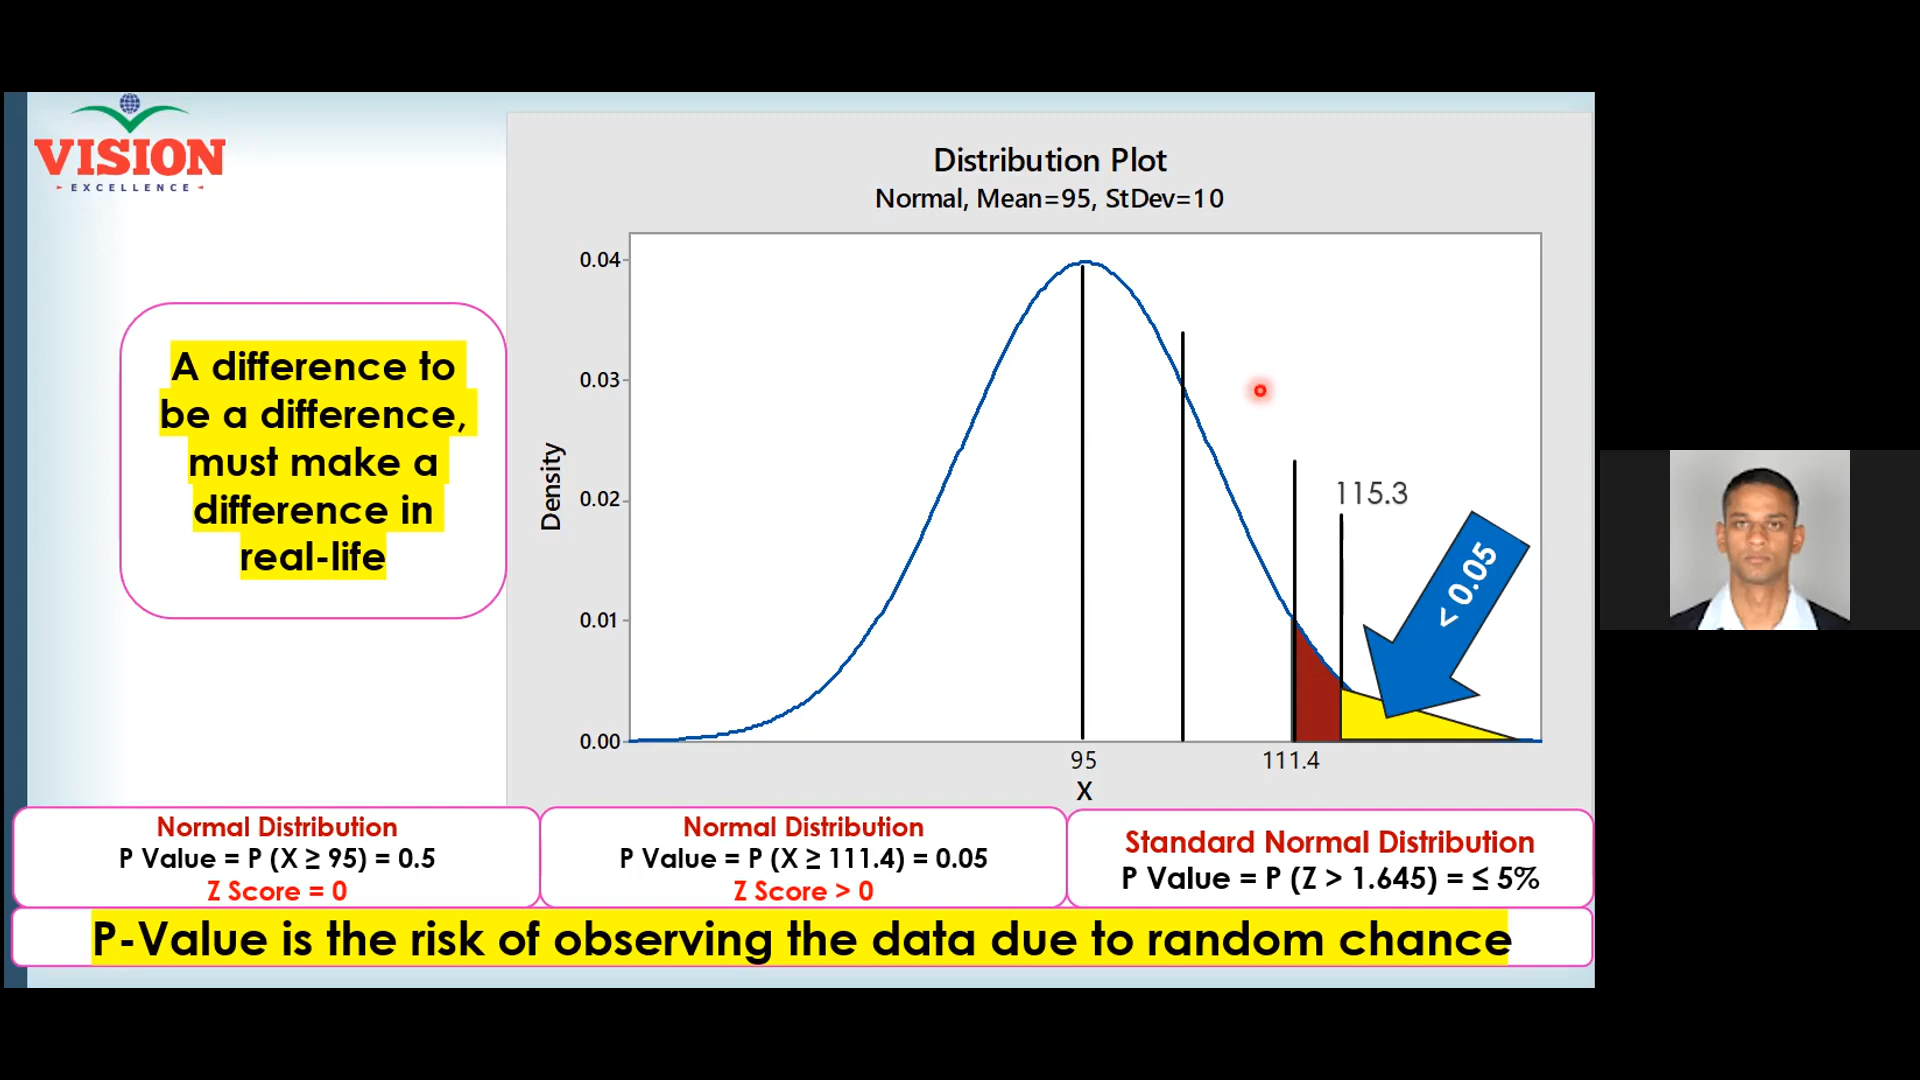 VISION
EXCELLENCE
A difference to
be a difference,
must make a
difference in
real-life
Distribution Plot
Normal, Mean=95, StDev=10
0.04
0.03
0.02
0.01
0.00
Density
115.3
< 0.05
95
111.4
X
Normal Distribution
P Value = P (X ≥ 95) = 0.5
Z Score = 0
Normal Distribution
P Value = P (X ≥ 111.4) = 0.05
Z Score > 0
Standard Normal Distribution
P Value = P (Z > 1.645) = ≤ 5%
P-Value is the risk of observing the data due to random chance